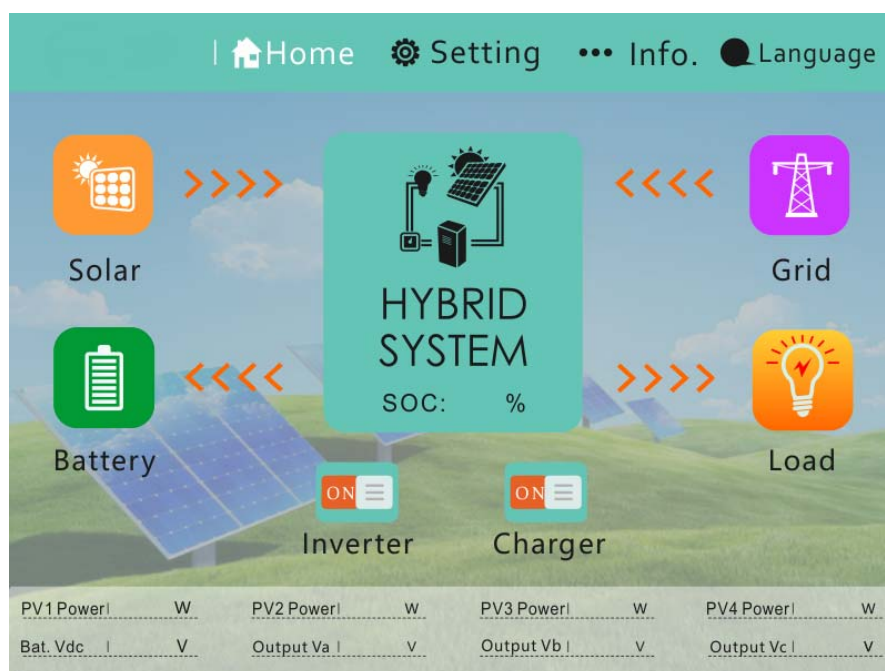 Home Setting Info. Language
Solar
Grid
HYBRID
SYSTEM
SOC: %
Battery
Load
ON ON
Inverter Charger
PV1 Power W PV2 Power W PV3 Power W PV4 Power W
Bat. Vdc V Output Va V Output Vb V Output Vc V